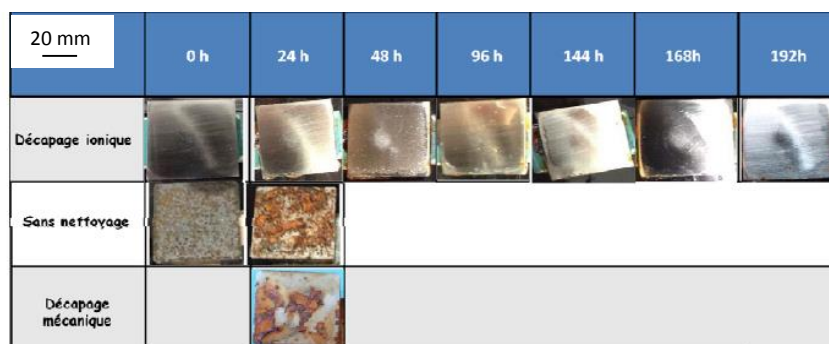 20 mm
0 h 24 h 48 h 96 h 144 h 168h 192h
Décapage ionique
Sans nettoyage
Décapage
mécanique